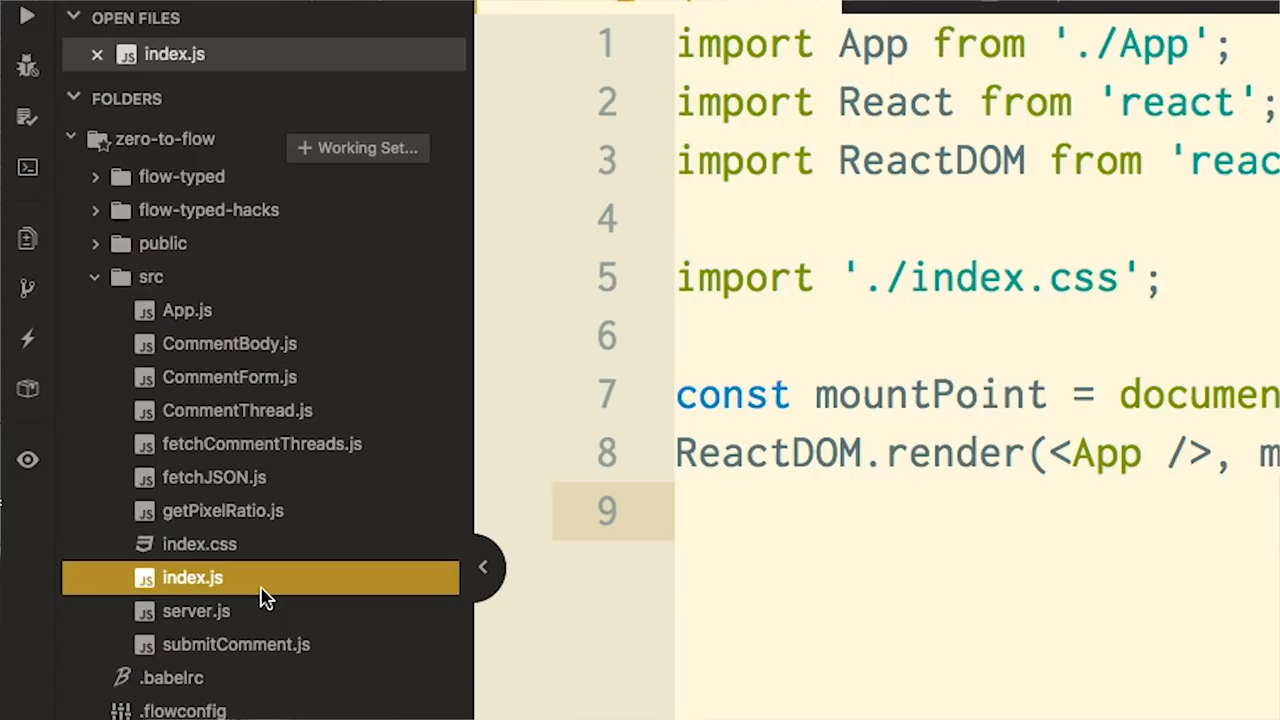 OPEN FILES
index.js
FOLDERS
zero-to-flow
+ Working Set...
flow-typed
flow-typed-hacks
public
src
App.js
CommentBody.js
CommentForm.js
CommentThread.js
fetchCommentThreads.js
fetchJSON.js
getPixelRatio.js
index.css
index.js
server.js
submitComment.js
.babelrc
.flowconfig
1 import App from './App';
2 import React from 'react';
3 import ReactDOM from 'reac
4
5 import './index.css';
6
7 const mountPoint = documen
8 ReactDOM.render(<App />, m
9